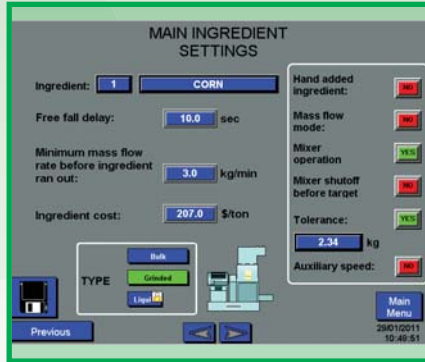 MAIN INGREDIENT
SETTINGS
Ingredient: 1 CORN
Free fall delay: 10.0 sec
Minimum mass flow
rate before ingredient
ran out: 3.0 kg/min
Ingredient cost: 207.0 $/ton
TYPE
Bulk
Grinded
Liqui
Previous
Hand added
ingredient: NO
Mass flow
mode: NO
Mixer
operation YES
Mixer shutoff
before target NO
Tolerance: YES
2.34 kg
Auxiliary speed: NO
Main
Menu
29/01/2011
10:49:51